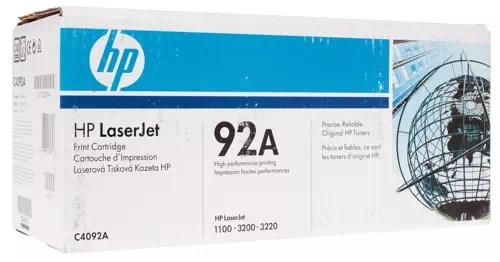 hp
C4092A
HP LaserJet
Print Cartridge
Cartouche d'Impression
Laserová Tisková Kazeta HP
C4092A
92A
High performance printing
Impression hautes performances
HP LaserJet
1100 · 3200 · 3220
Precise. Reliable.
Original HP Toners.
Précis et fiables, ce sont
les toners d'origine HP.